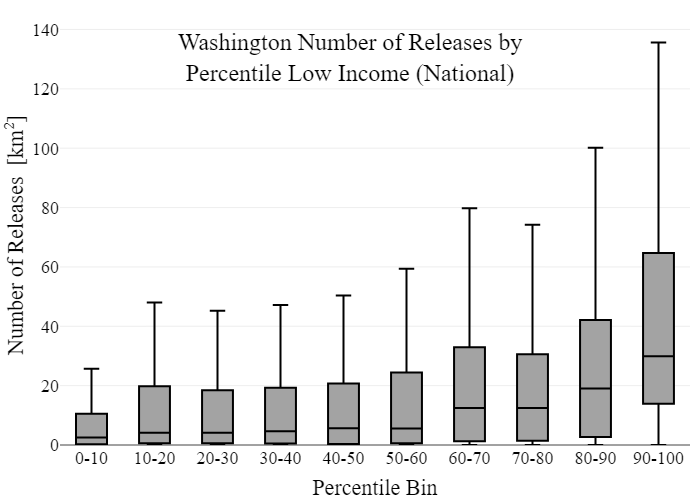 Washington Number of Releases by
Percentile Low Income (National)
Number of Releases [km²]
140
120
100
80
60
40
20
0
0-10 10-20 20-30 30-40 40-50 50-60 60-70 70-80 80-90 90-100
Percentile Bin